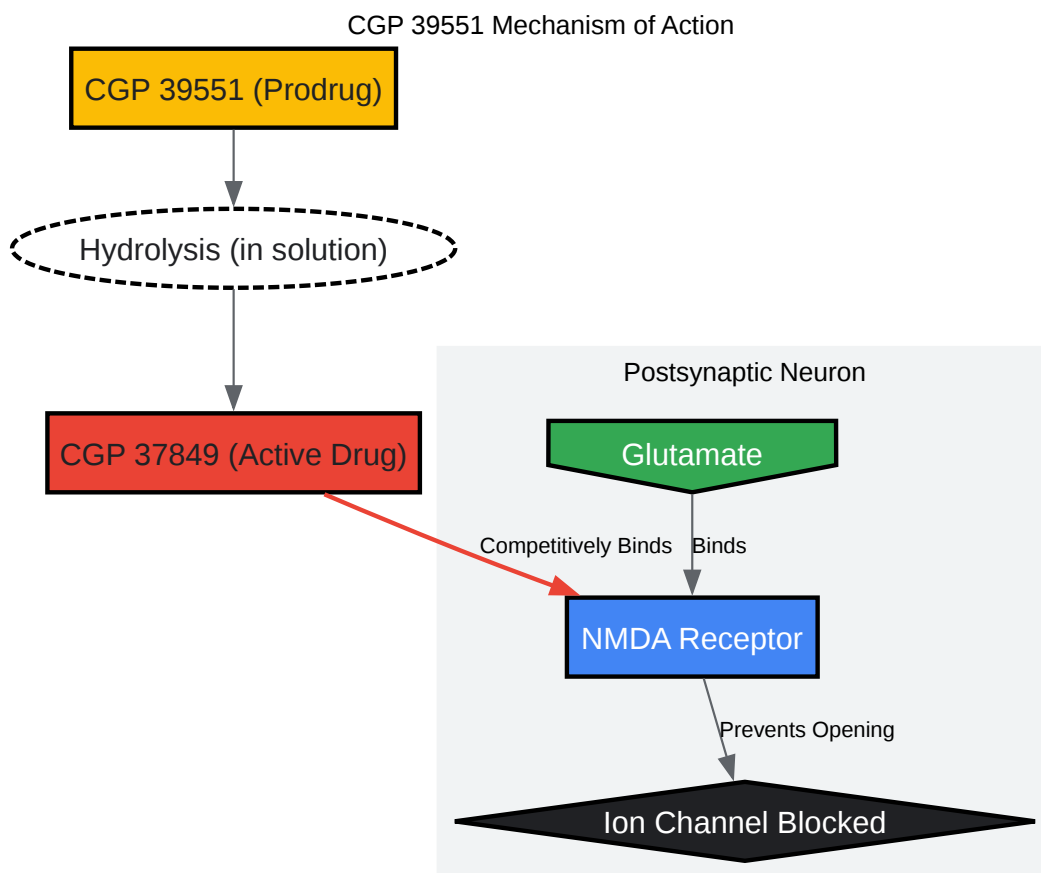 CGP 39551 Mechanism of Action
CGP 39551 (Prodrug)
Hydrolysis (in solution)
CGP 37849 (Active Drug)
Postsynaptic Neuron
Glutamate
Competitively Binds
Binds
NMDA Receptor
Prevents Opening
Ion Channel Blocked